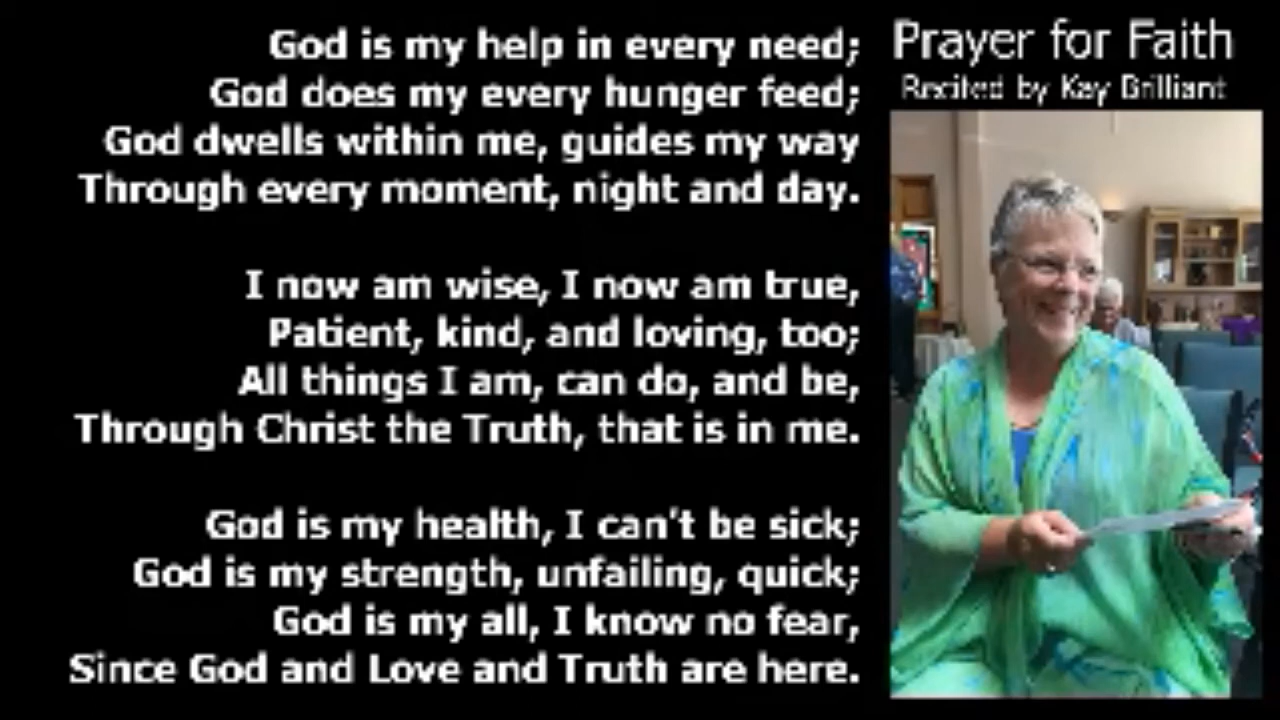 God is my help in every need;
God does my every hunger feed;
God dwells within me, guides my way
Through every moment, night and day.
I now am wise, I now am true,
Patient, kind, and loving, too;
All things I am, can do, and be,
Through Christ the Truth, that is in me.
God is my health, I can't be sick;
God is my strength, unfailing, quick;
God is my all, I know no fear,
Since God and Love and Truth are here.
Prayer for Faith
Recited by Kay Brilliant